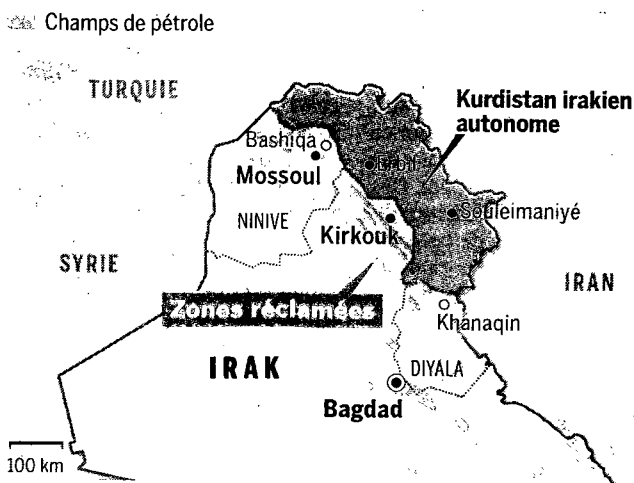 Champs de pétrole
TURQUIE
Kurdistan irakien
autonome
Bashiqa
Mossoul
Souleimaniyé
NINIVE
Kirkouk
SYRIE
IRAN
Zones réclamées
Khanaqin
IRAK
DIYALA
Bagdad
100 km